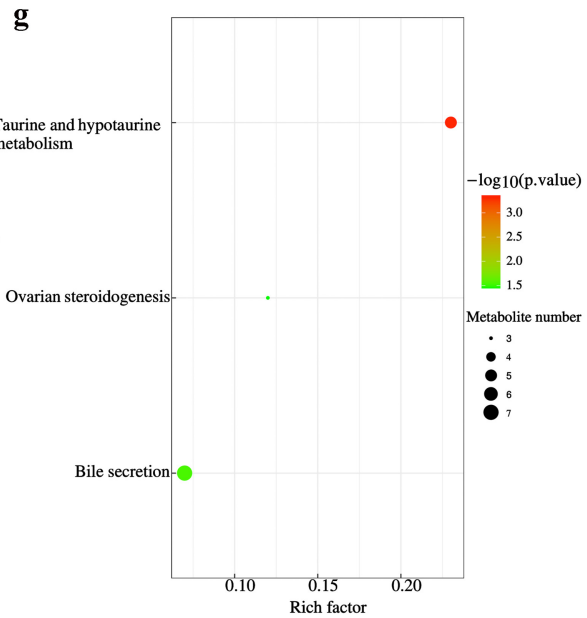 g
Taurine and hypotaurine
metabolism
Ovarian steroidogenesis
Bile secretion
0.10 0.15 0.20
Rich factor
−log10(p.value)
3.0
2.5
2.0
1.5
Metabolite number
3
4
5
6
7